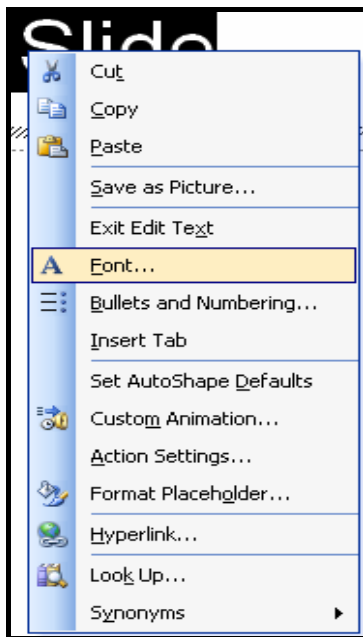 Slide
Cut
Copy
Paste
Save as Picture...
Exit Edit Text
Font...
Bullets and Numbering...
Insert Tab
Set AutoShape Defaults
Custom Animation...
Action Settings...
Format Placeholder...
Hyperlink...
Look Up...
Synonyms